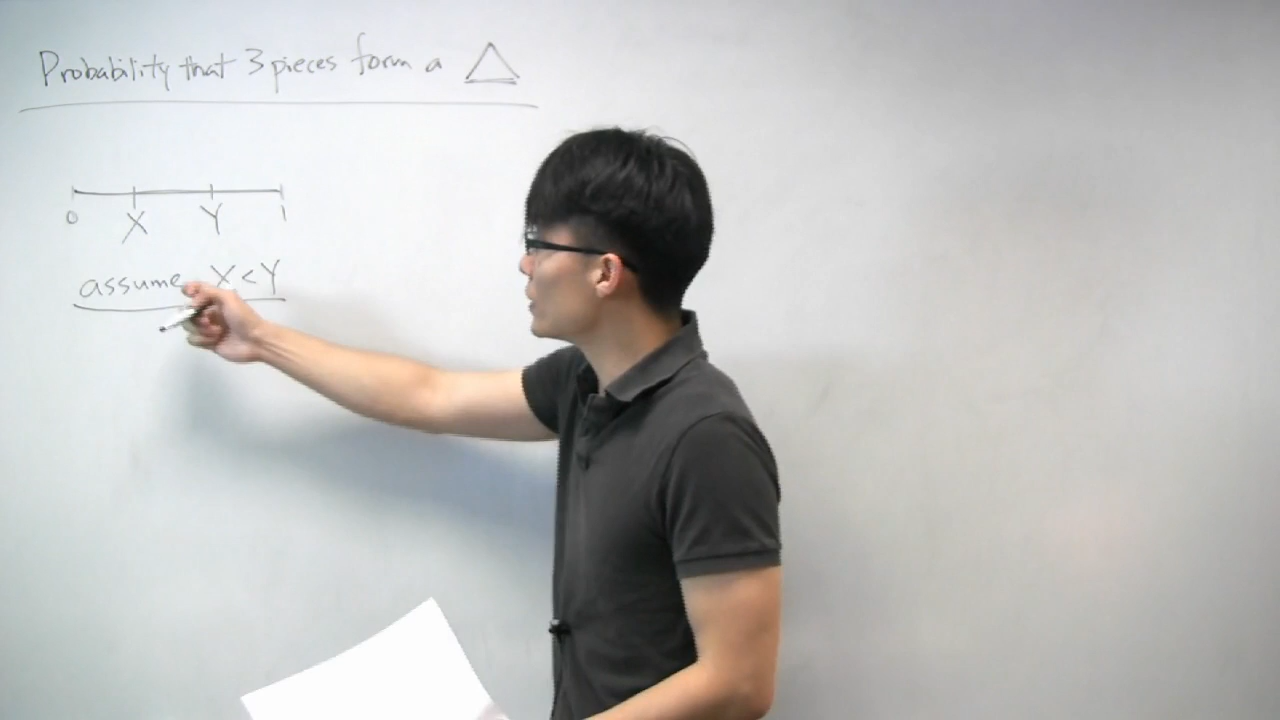 Probability that 3 pieces form a △
0 X Y 1
assume X < Y